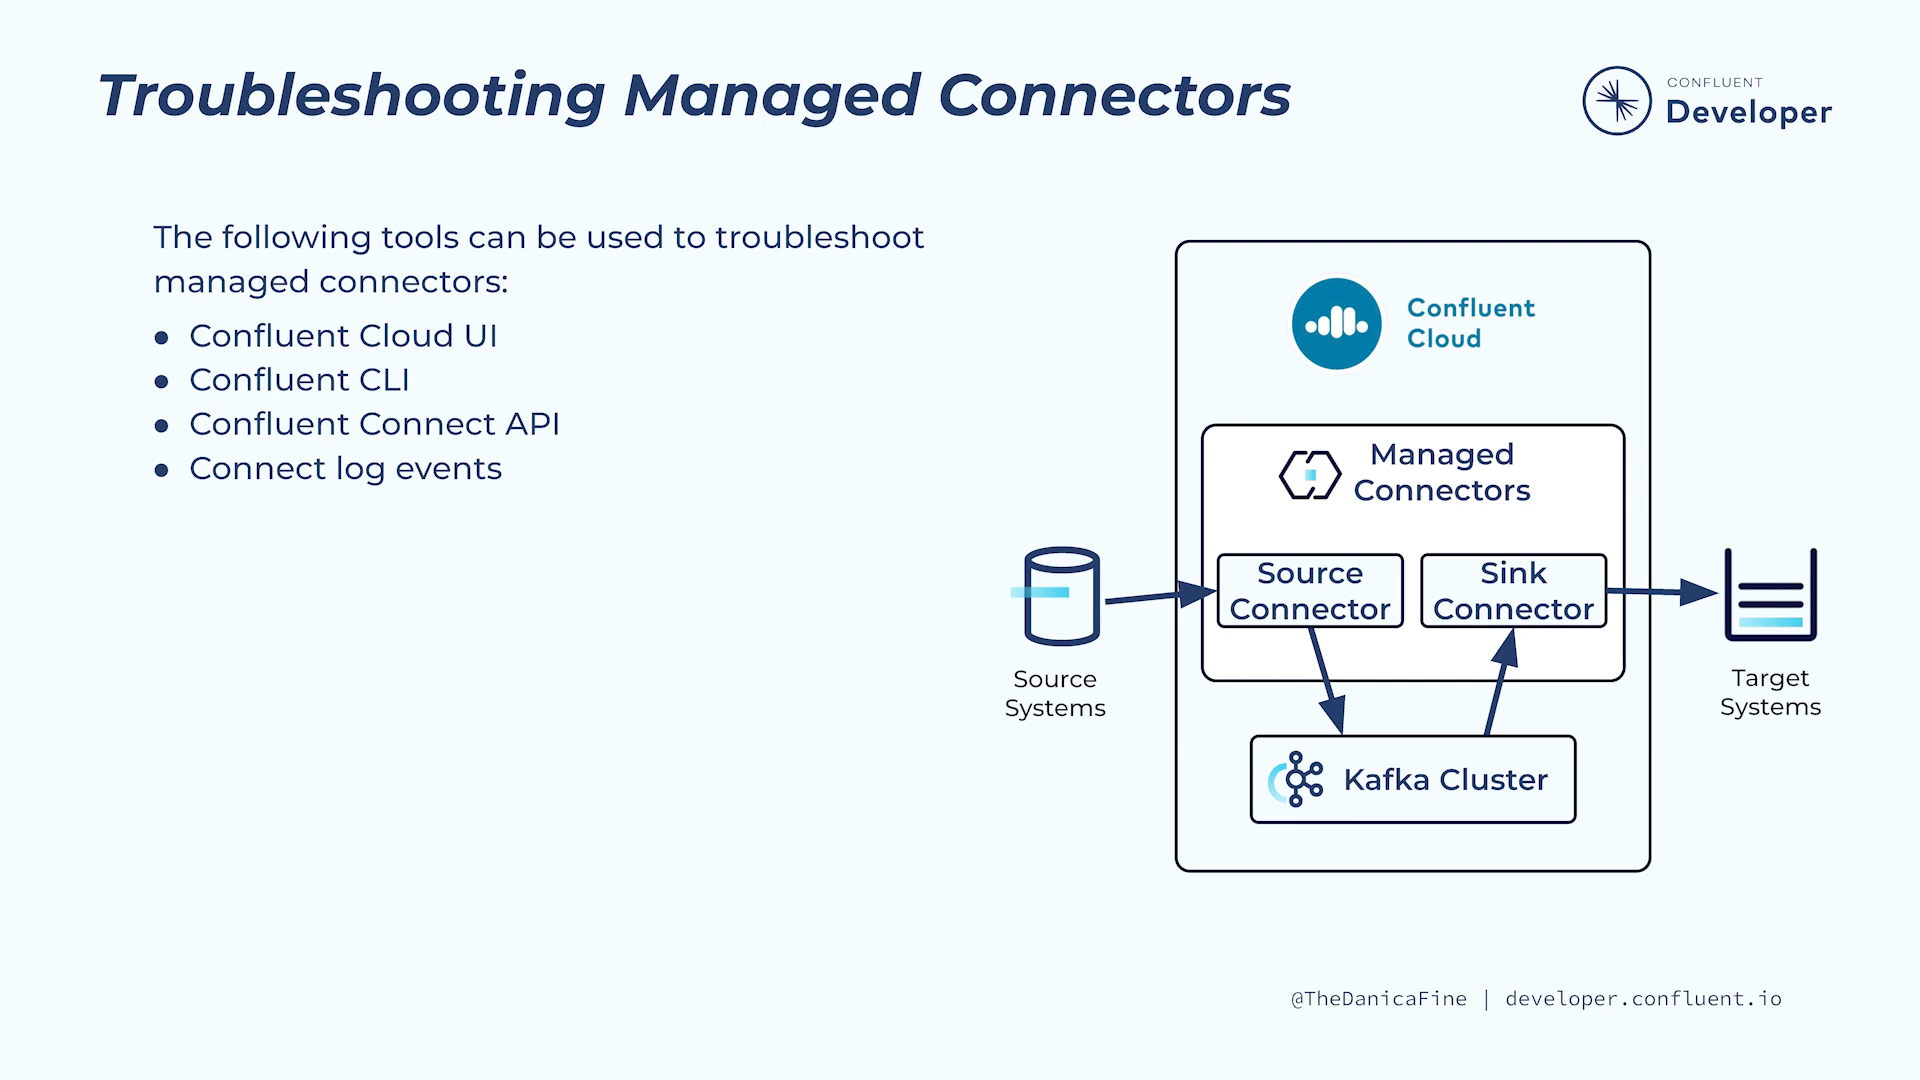 Troubleshooting Managed Connectors
CONFLUENT
Developer
The following tools can be used to troubleshoot
managed connectors:
● Confluent Cloud UI
● Confluent CLI
● Confluent Connect API
● Connect log events
Confluent
Cloud
Managed
Connectors
Source
Connector
Sink
Connector
Source
Systems
Target
Systems
Kafka Cluster
@TheDanicaFine | developer.confluent.io